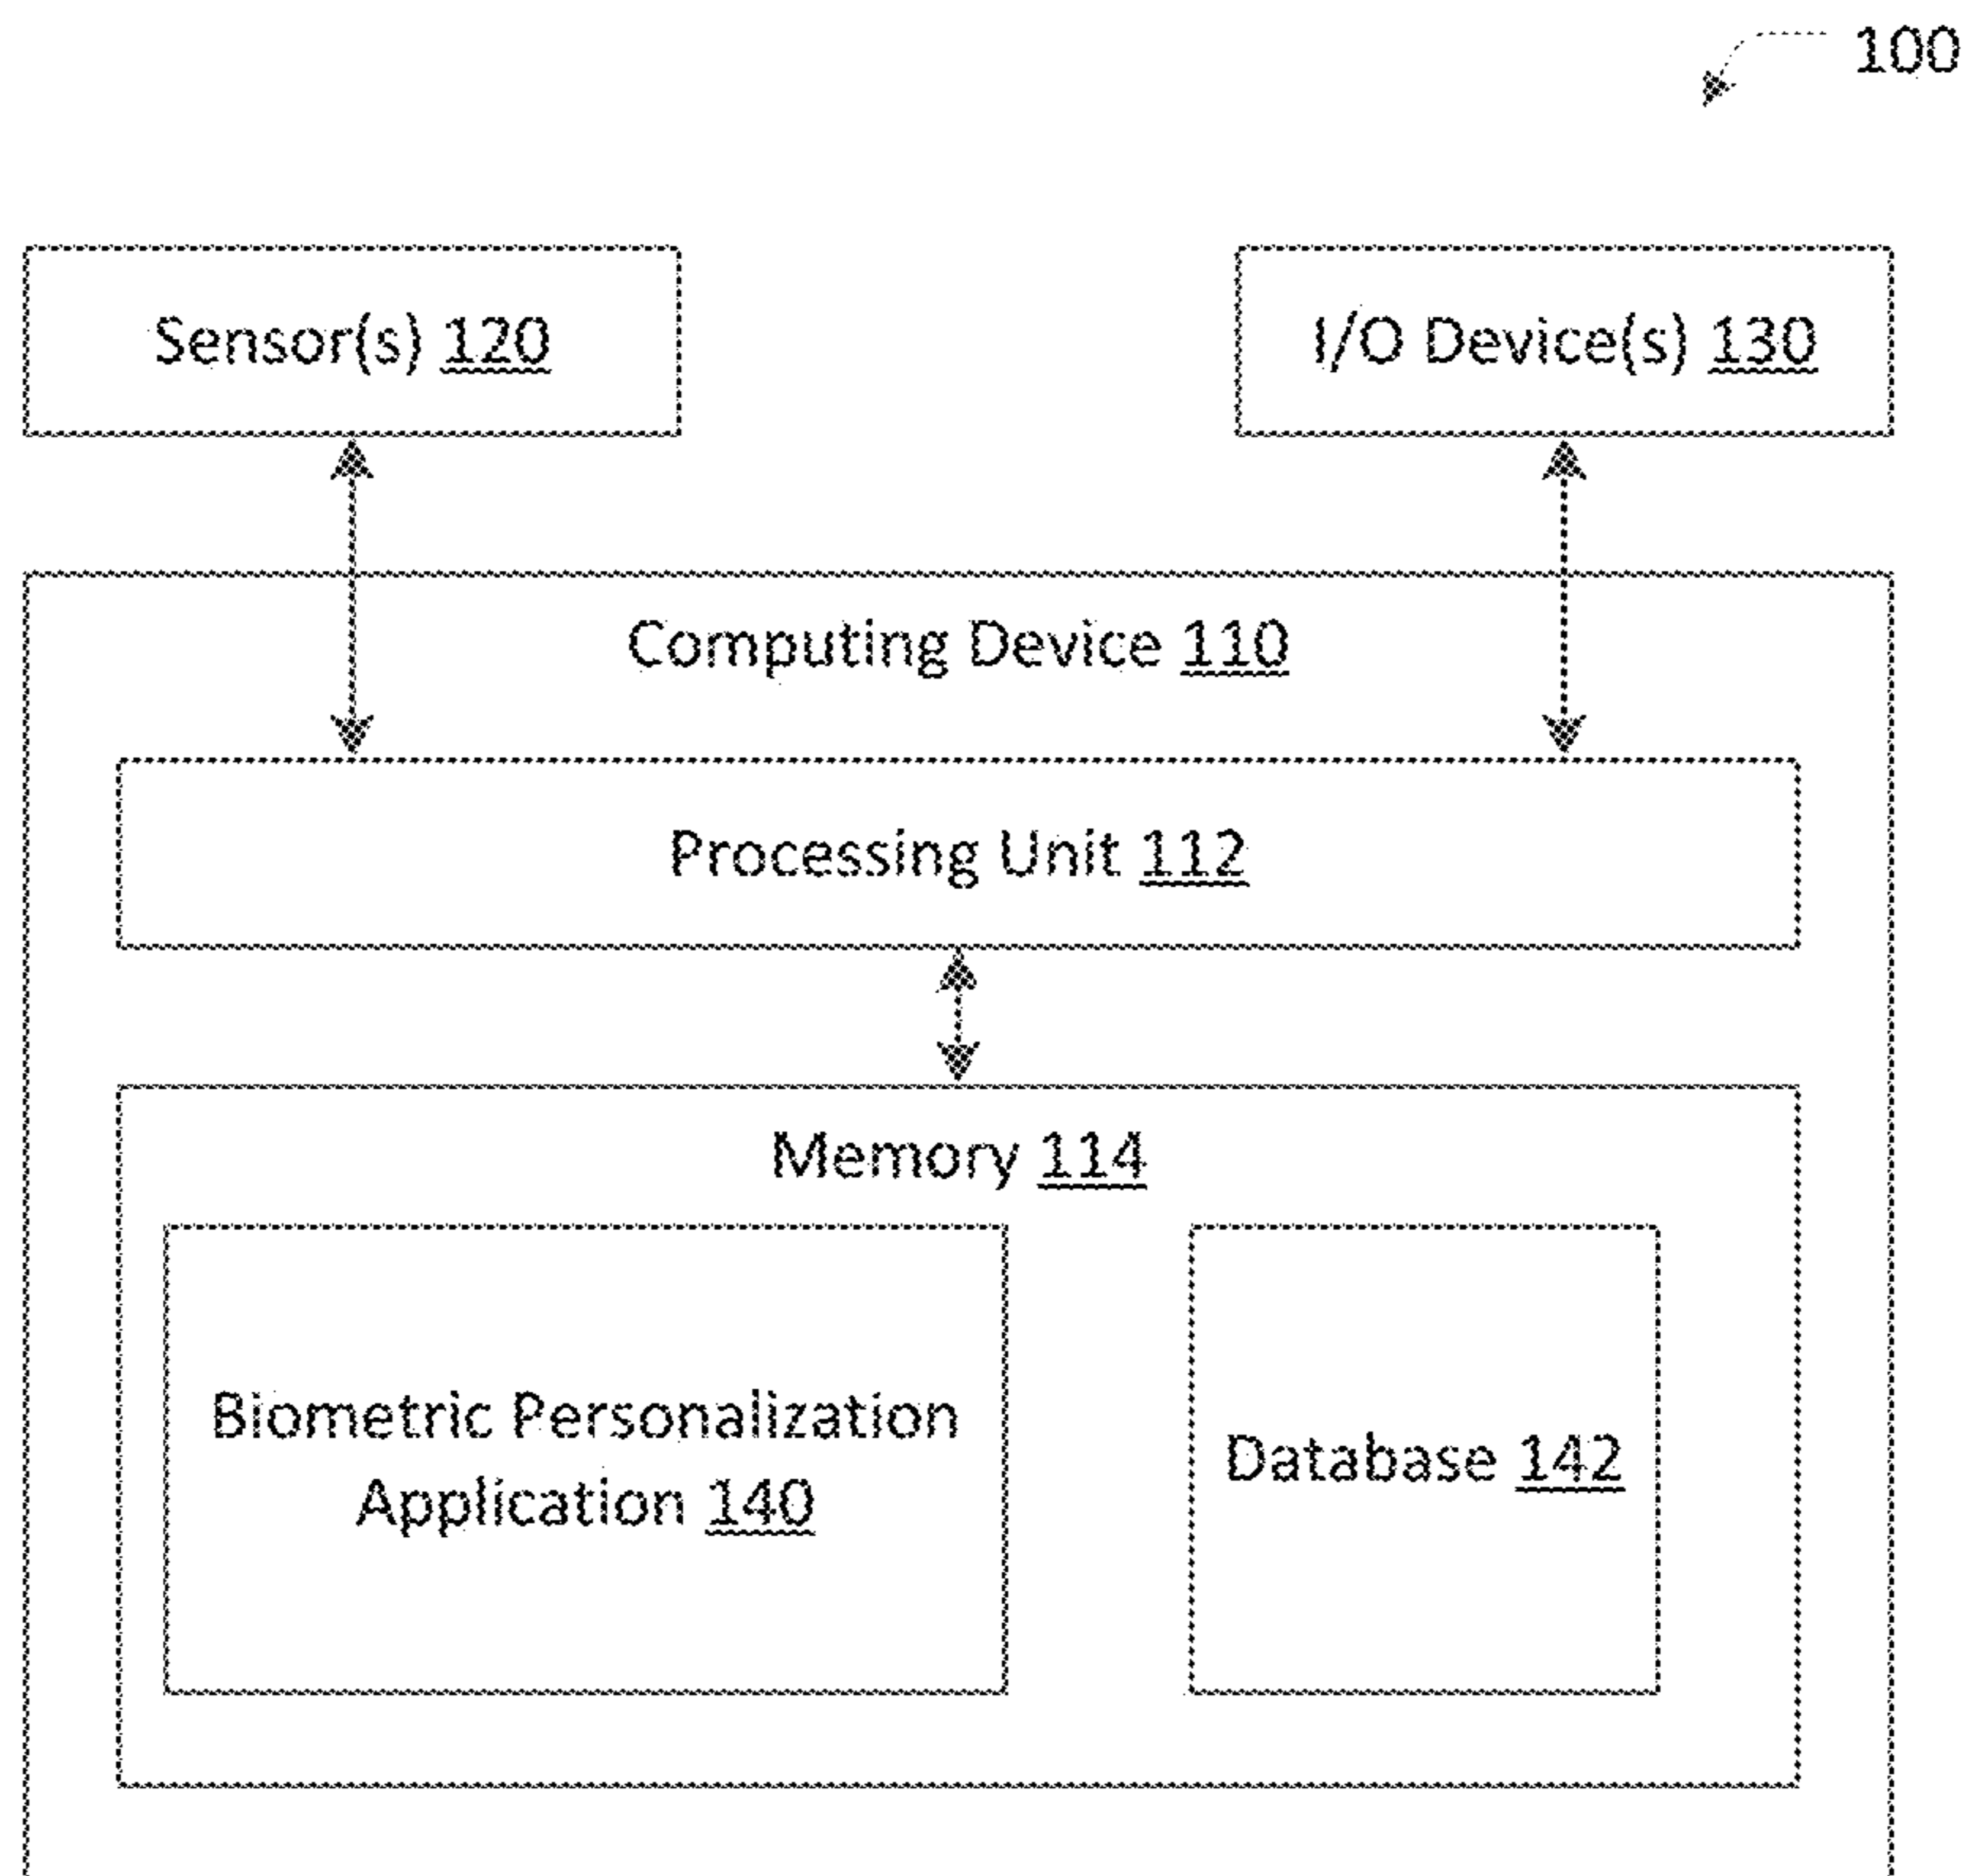 100
Sensor(s) 120
I/O Device(s) 130
Computing Device 110
Processing Unit 112
Memory 114
Biometric Personalization
Application 140
Database 142